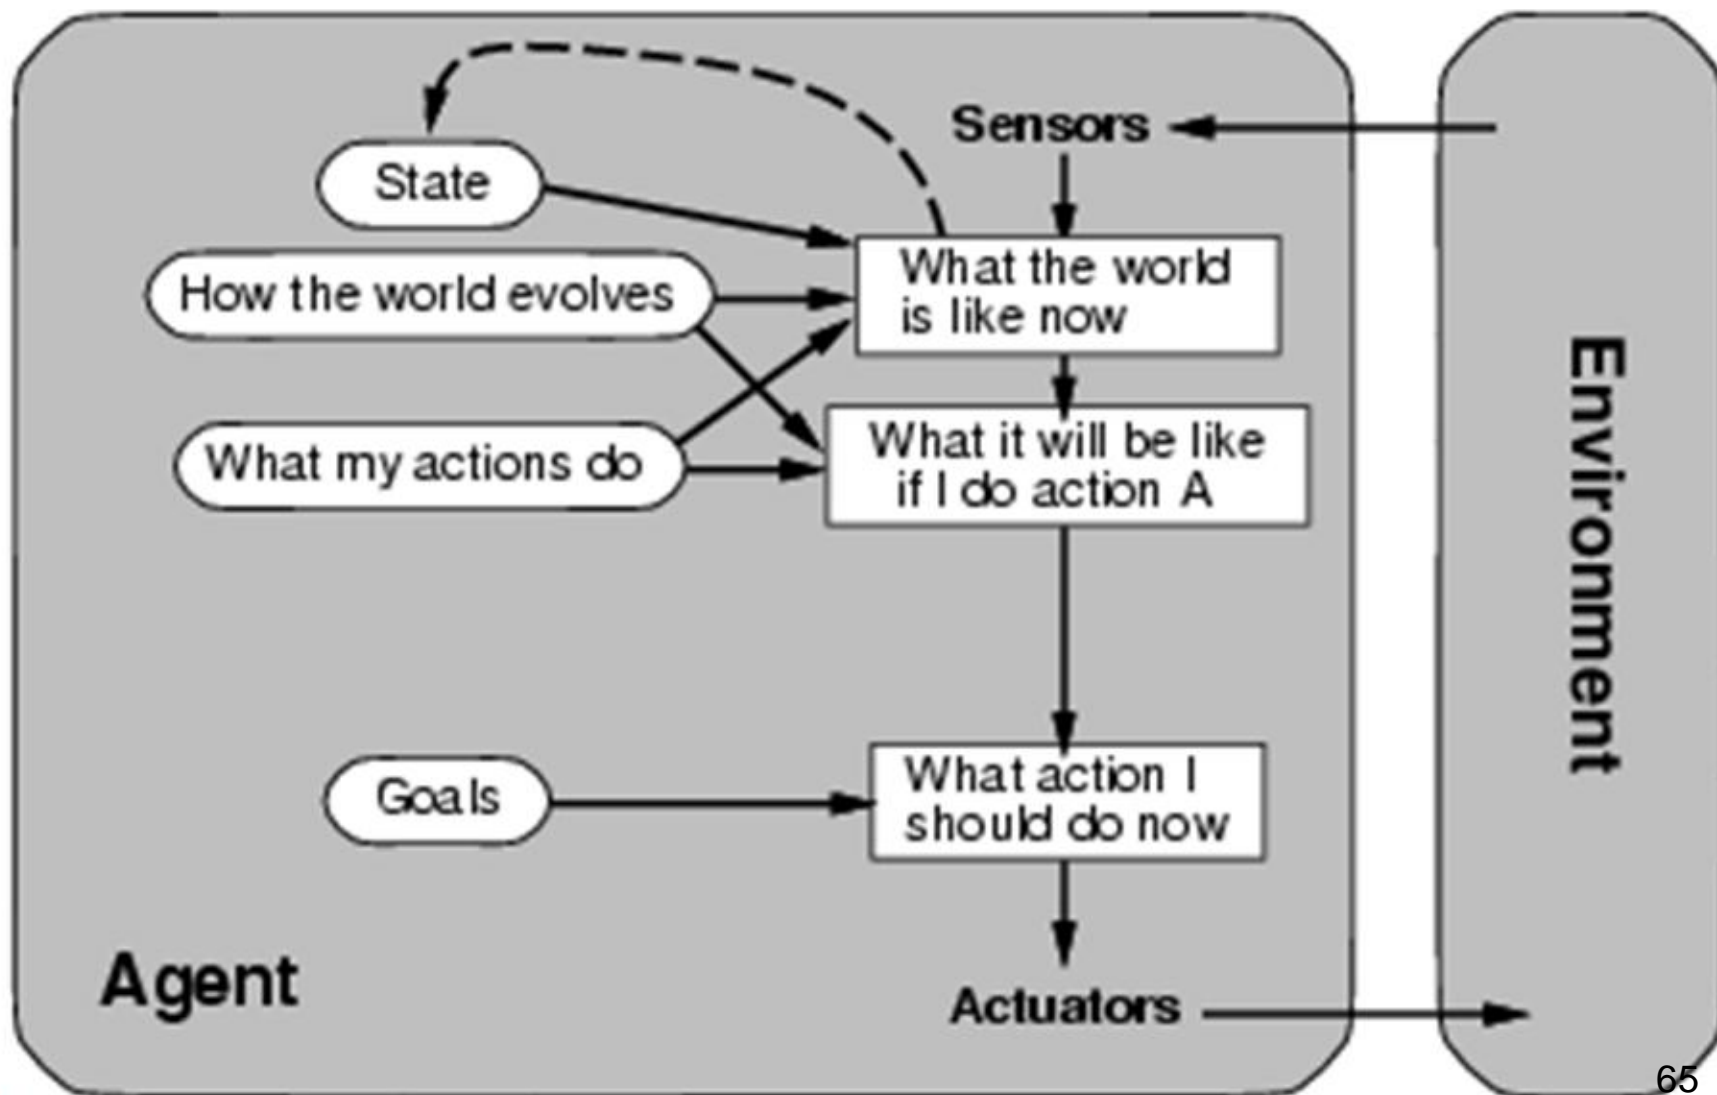 Sensors
State
What the world
is like now
How the world evolves
What it will be like
if I do action A
What my actions do
Environment
Goals
What action I
should do now
Agent
Actuators
65